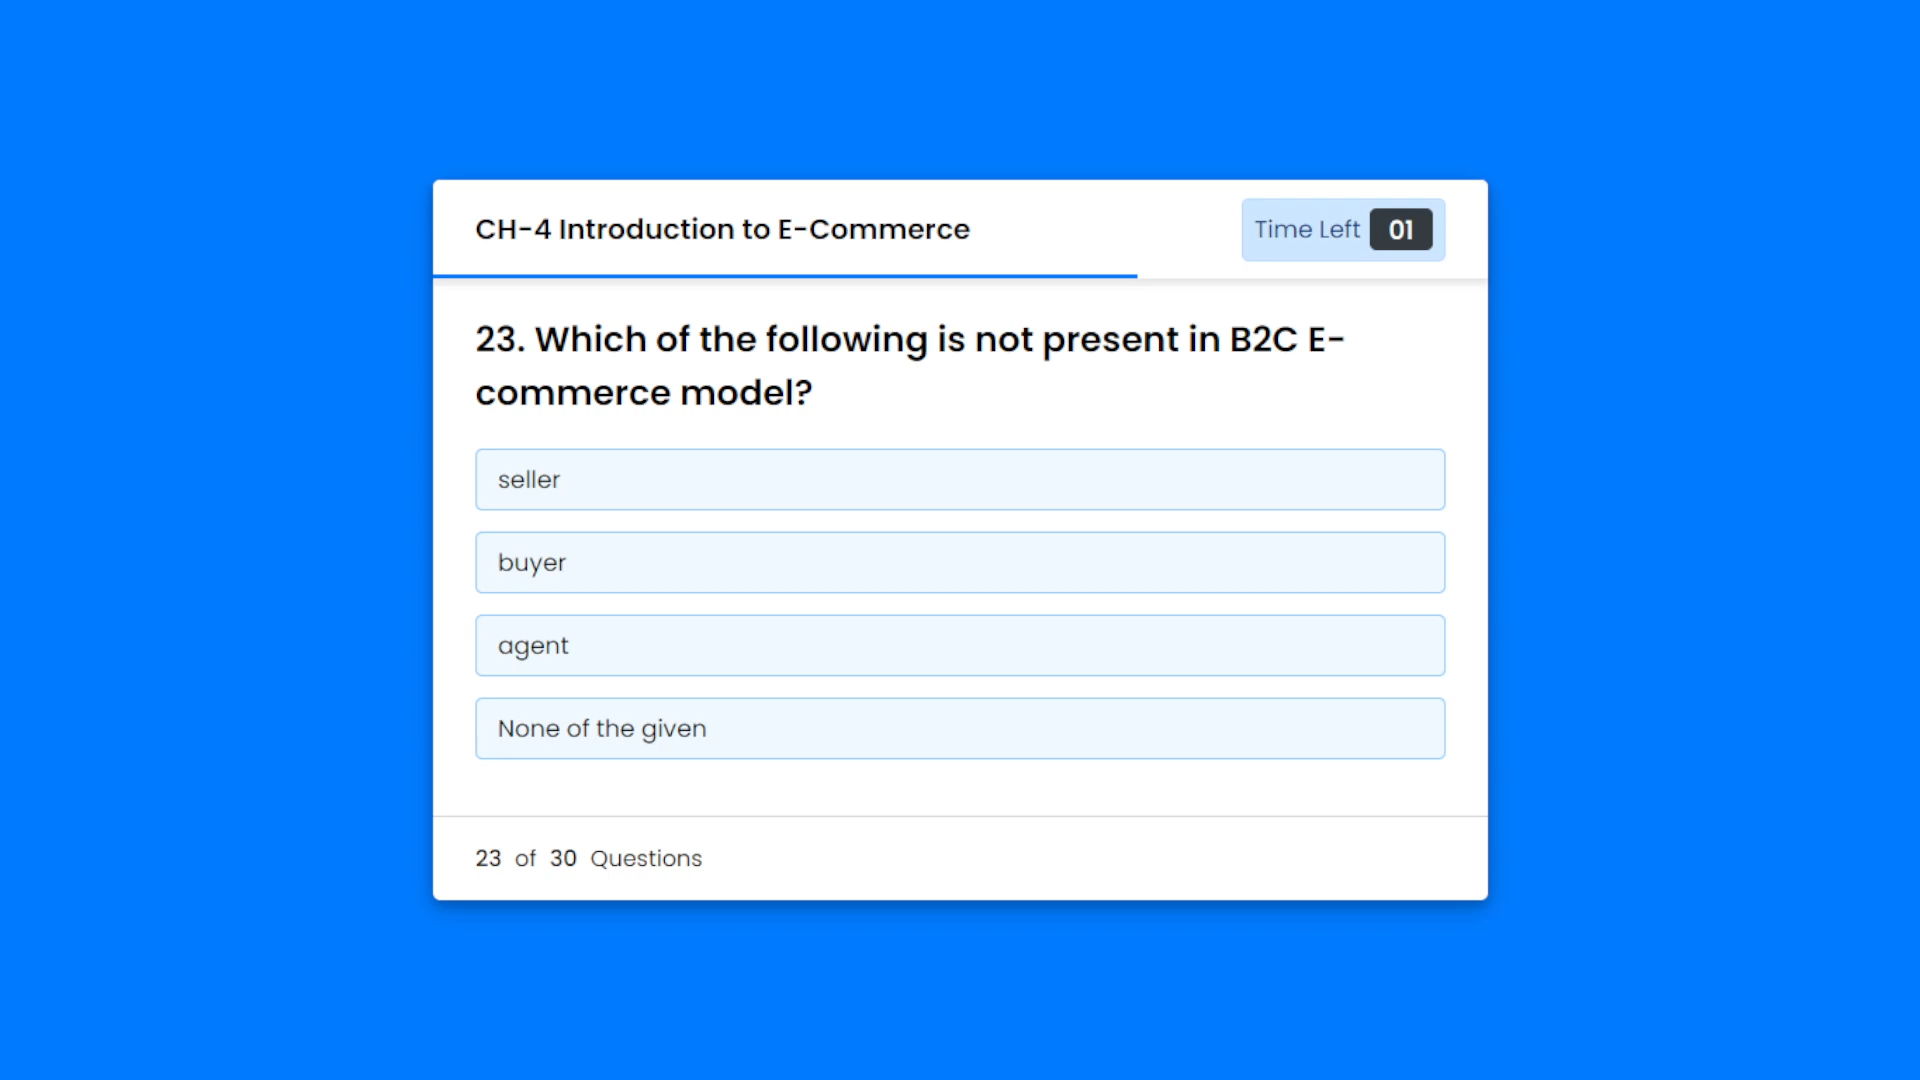 CH-4 Introduction to E-Commerce
Time Left 01
23. Which of the following is not present in B2C E-
commerce model?
seller
buyer
agent
None of the given
23 of 30 Questions